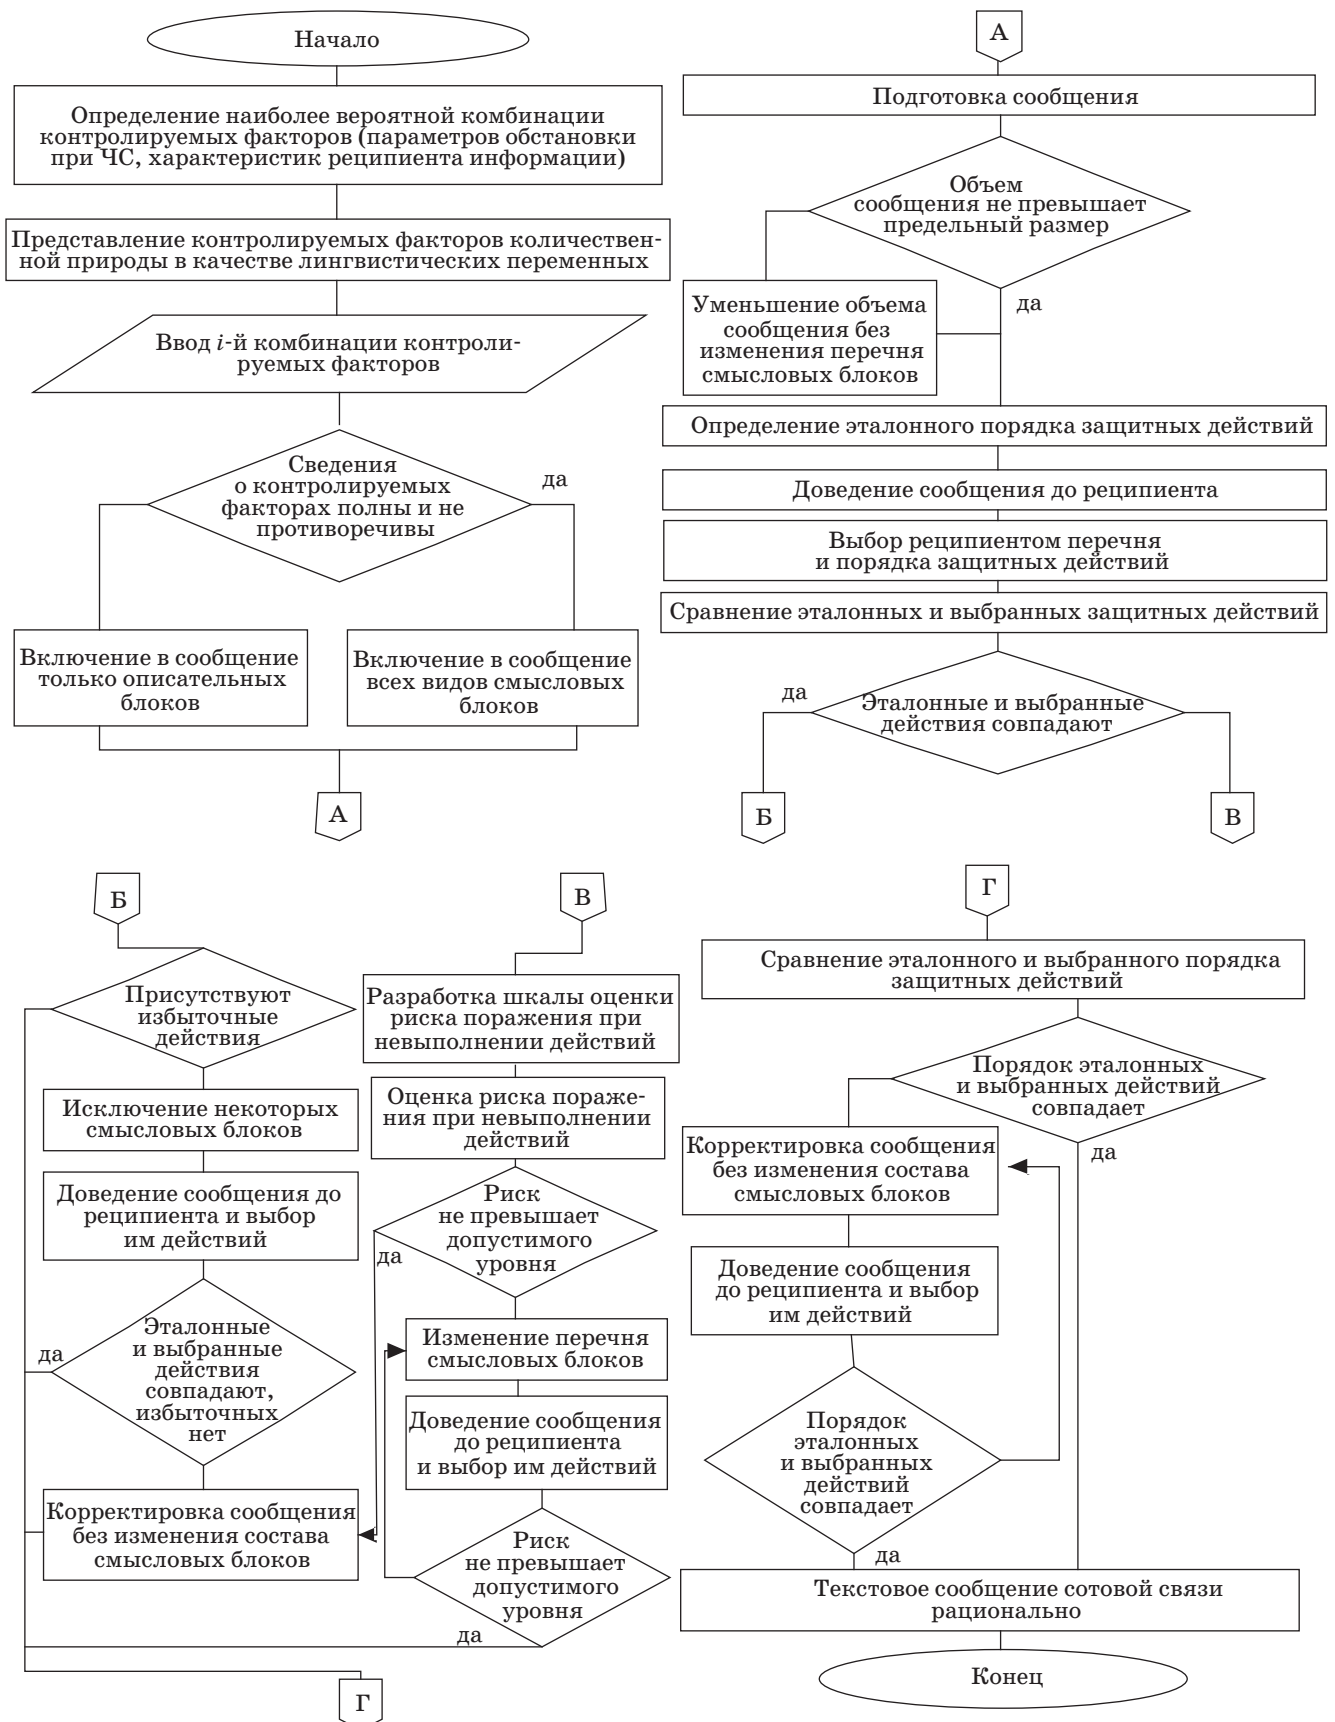 Начало
Определение наиболее вероятной комбинации
контролируемых факторов (параметров обстановки
при ЧС, характеристик реципиента информации)
Представление контролируемых факторов количествен-
ной природы в качестве лингвистических переменных
Ввод i-й комбинации контроли-
руемых факторов
Сведения
о контролируемых
факторах полны и не
противоречивы
да
Включение в сообщение
только описательных
блоков
Включение в сообщение
всех видов смысловых
блоков
А
А
Подготовка сообщения
Объем
сообщения не превышает
предельный размер
да
Уменьшение объема
сообщения без
изменения перечня
смысловых блоков
Определение эталонного порядка защитных действий
Доведение сообщения до реципиента
Выбор реципиентом перечня
и порядка защитных действий
Сравнение эталонных и выбранных защитных действий
да
Эталонные и выбранные
действия совпадают
Б
В
Б
Присутствуют
избыточные
действия
Исключение некоторых
смысловых блоков
Доведение сообщения до
реципиента и выбор
им действий
да
Эталонные
и выбранные
действия
совпадают,
избыточных
нет
Корректировка сообщения
без изменения состава
смысловых блоков
В
Разработка шкалы оценки
риска поражения при
невыполнении действий
Оценка риска пораже-
ния при невыполнении
действий
Риск
не превышает
допустимого
уровня
да
Изменение перечня
смысловых блоков
Доведение сообщения
до реципиента
и выбор им действий
Риск
не превышает
допустимого
уровня
да
Г
Г
Сравнение эталонного и выбранного порядка
защитных действий
Порядок эталонных
и выбранных действий
совпадает
да
Корректировка сообщения
без изменения состава
смысловых блоков
Доведение сообщения
до реципиента и выбор
им действий
Порядок
эталонных
и выбранных
действий
совпадает
да
Текстовое сообщение сотовой связи
рационально
Конец